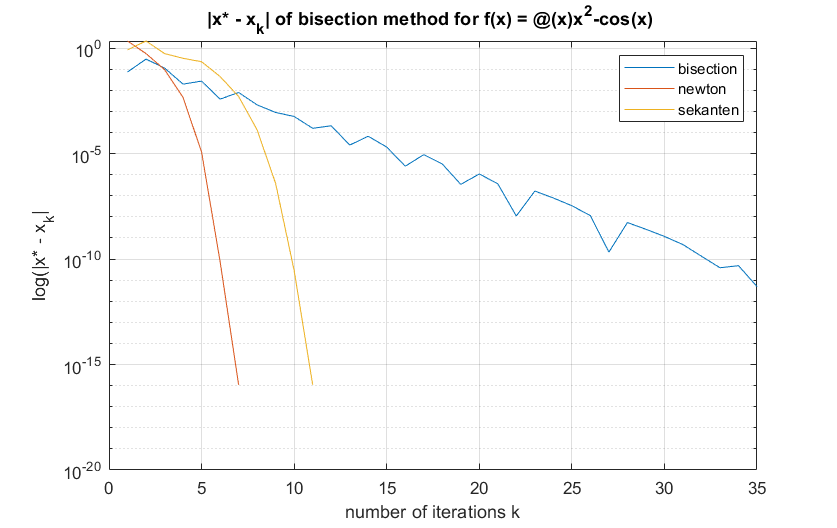 |x* - x_k| of bisection method for f(x) = @(x)x^2-cos(x)
log(|x* - x_k|
10^0
10^-5
10^-10
10^-15
10^-20
bisection
newton
sekanten
0 5 10 15 20 25 30 35
number of iterations k